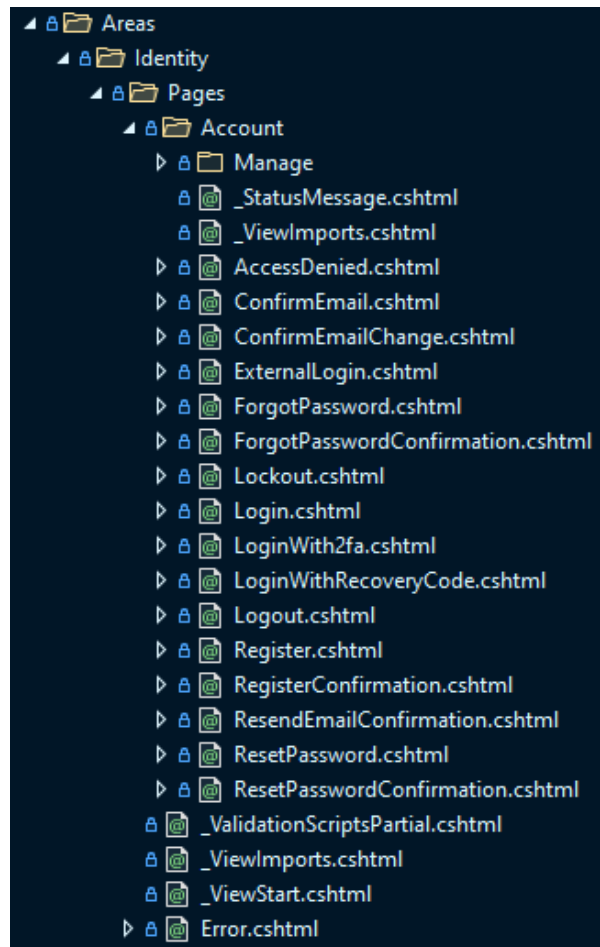 Areas
Identity
Pages
Account
Manage
_StatusMessage.cshtml
_ViewImports.cshtml
AccessDenied.cshtml
ConfirmEmail.cshtml
ConfirmEmailChange.cshtml
ExternalLogin.cshtml
ForgotPassword.cshtml
ForgotPasswordConfirmation.cshtml
Lockout.cshtml
Login.cshtml
LoginWith2fa.cshtml
LoginWithRecoveryCode.cshtml
Logout.cshtml
Register.cshtml
RegisterConfirmation.cshtml
ResendEmailConfirmation.cshtml
ResetPassword.cshtml
ResetPasswordConfirmation.cshtml
_ValidationScriptsPartial.cshtml
_ViewImports.cshtml
_ViewStart.cshtml
Error.cshtml